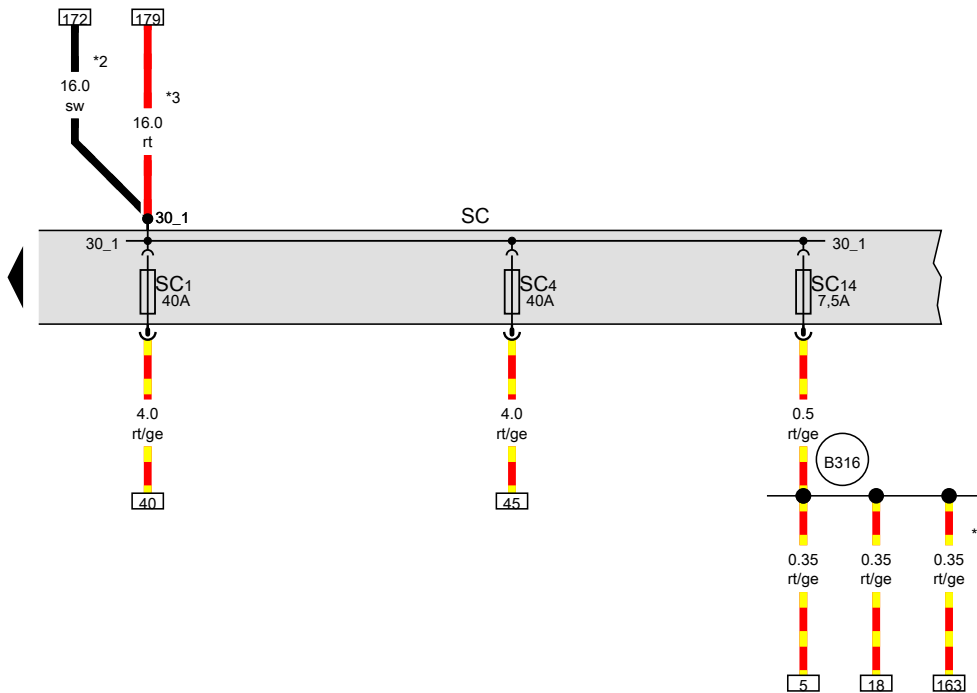 172
179
*2
16.0
sw
*3
16.0
rt
30_1
SC
30_1
30_1
SC1
40A
SC4
40A
SC14
7,5A
4.0
rt/ge
4.0
rt/ge
0.5
rt/ge
B316
40
45
*
0.35
rt/ge
0.35
rt/ge
0.35
rt/ge
5
18
163